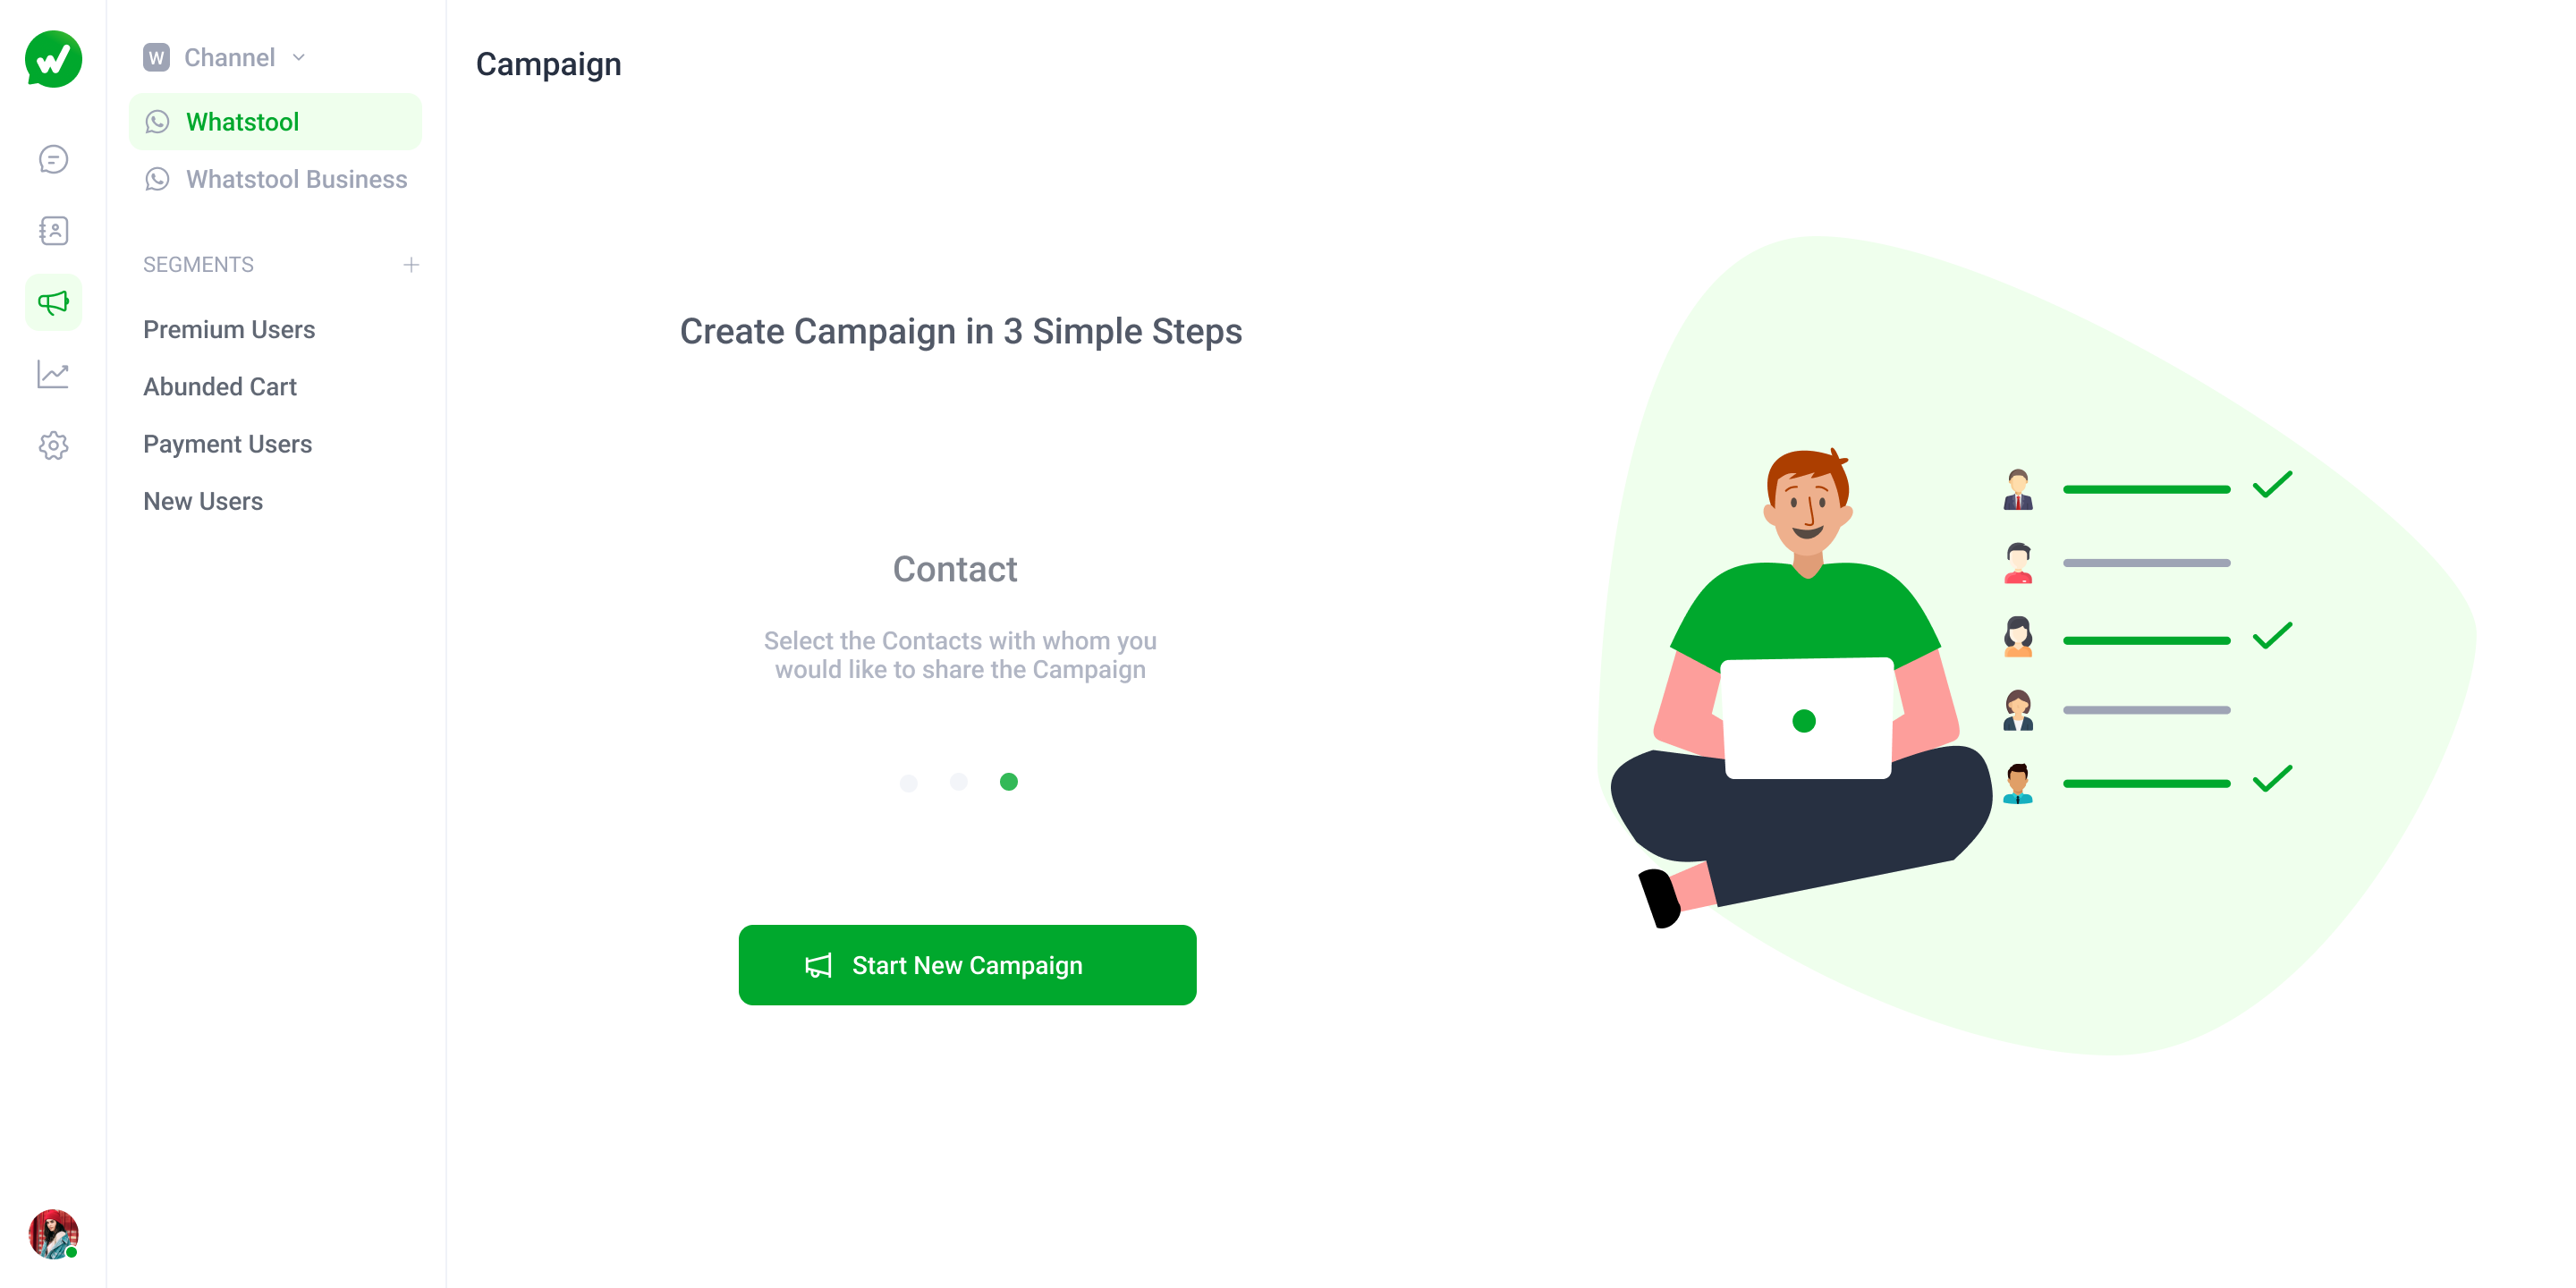 W Channel
Whatstool
Whatstool Business
SEGMENTS
Premium Users
Abunded Cart
Payment Users
New Users
Campaign
Create Campaign in 3 Simple Steps
Contact
Select the Contacts with whom you
would like to share the Campaign
Start New Campaign